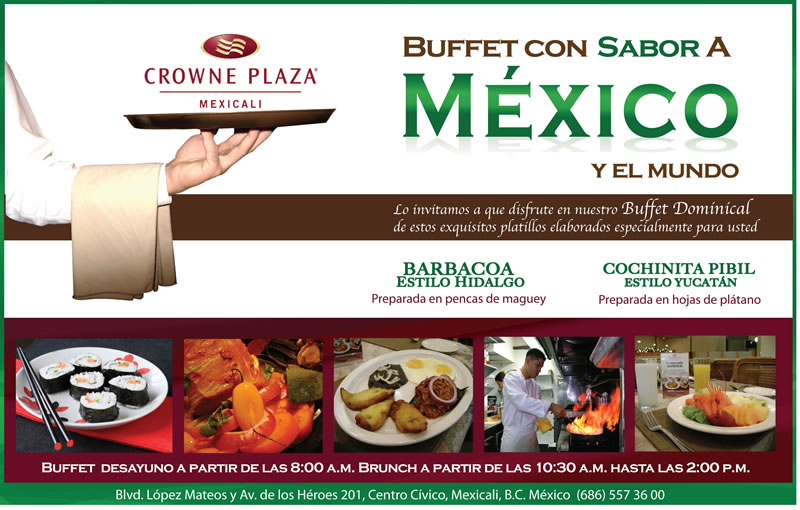 CROWNE PLAZA®
MEXICALI
BUFFET CON SABOR A
MÉXICO
Y EL MUNDO
Lo invitamos a que disfrute en nuestro Buffet Dominical
de estos exquisitos platillos elaborados especialmente para usted
BARBACOA
ESTILO HIDALGO
Preparada en pencas de maguey
COCHINITA PIBIL
ESTILO YUCATÁN
Preparada en hojas de plátano
BUFFET DESAYUNO A PARTIR DE LAS 8:00 A.M. BRUNCH A PARTIR DE LAS 10:30 A.M. HASTA LAS 2:00 P.M.
Blvd. López Mateos y Av. de los Héroes 201, Centro Cívico, Mexicali, B.C. México (686) 557 36 00